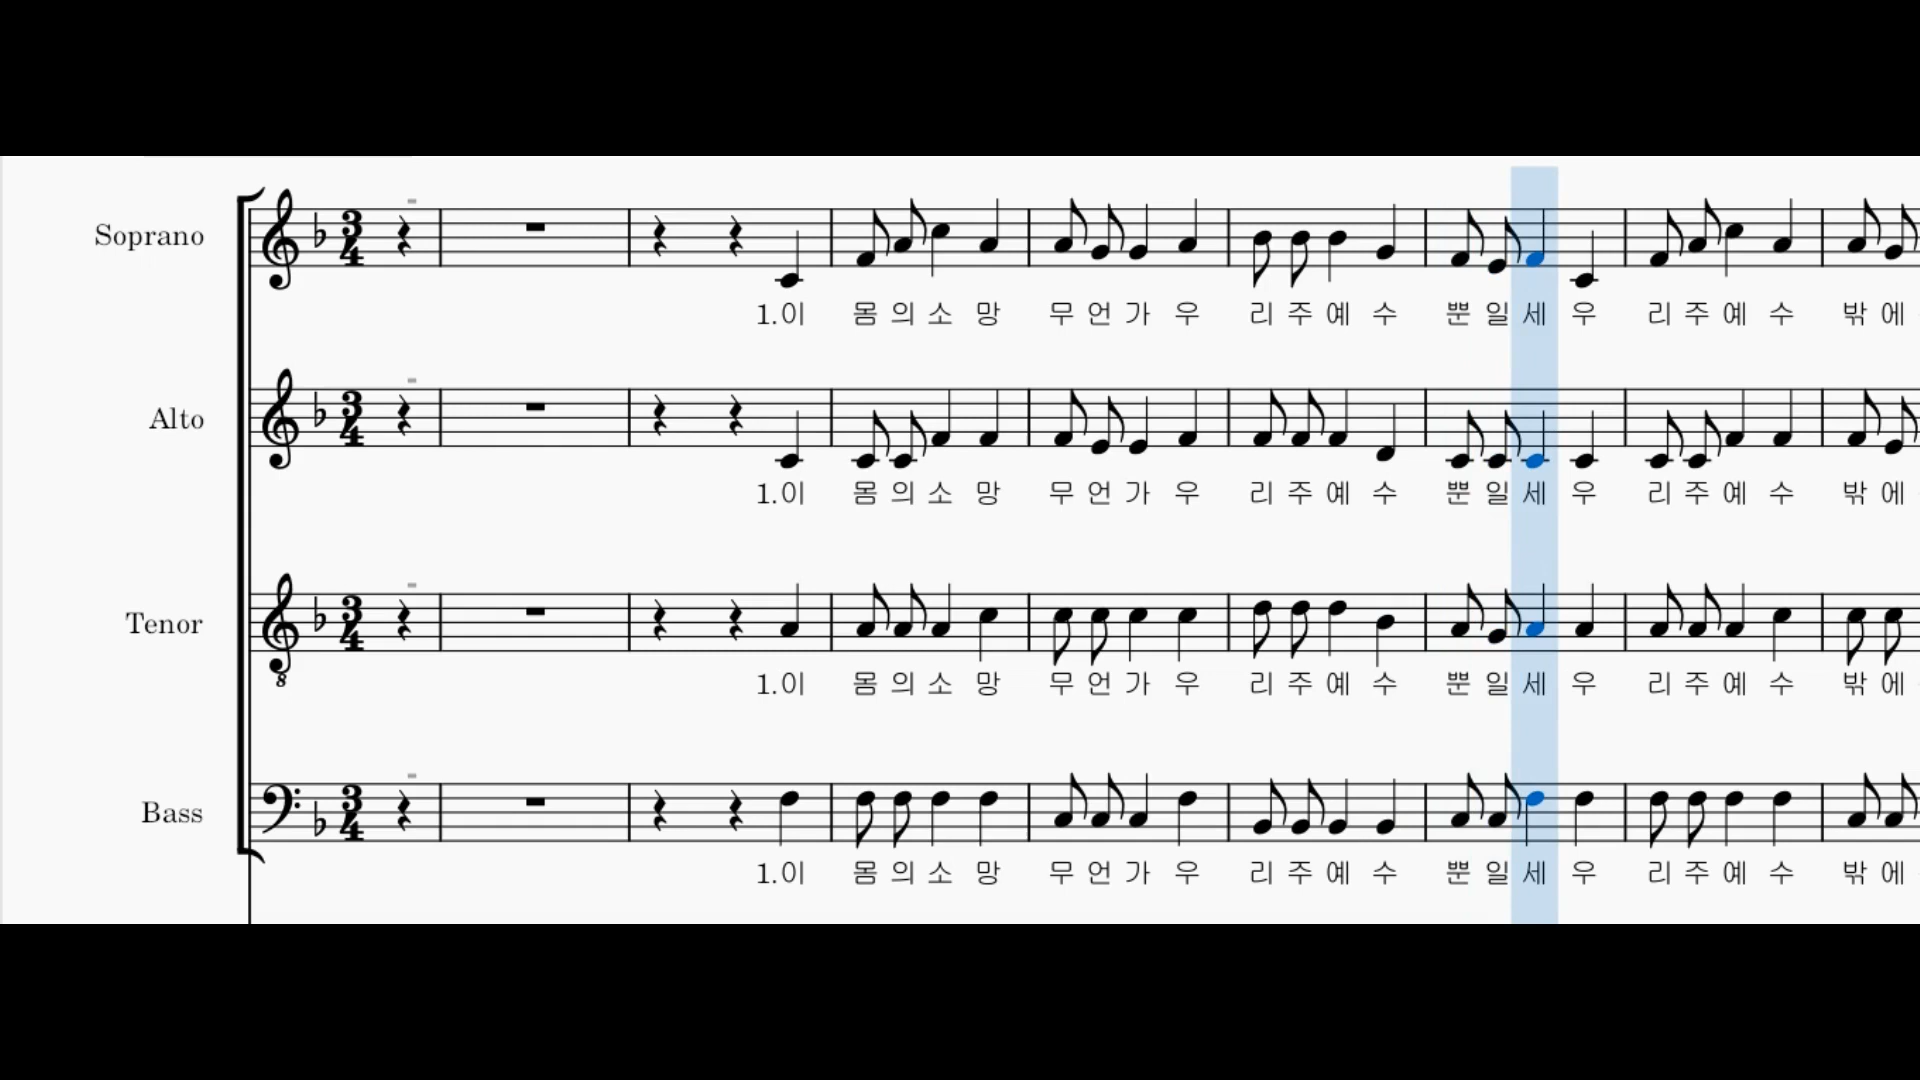 Soprano
1.이 몸 의 소 망 무 언 가 우 리 주 예 수 뿐 일 세 우 리 주 예 수 밖 에
Alto
1.이 몸 의 소 망 무 언 가 우 리 주 예 수 뿐 일 세 우 리 주 예 수 밖 에
Tenor
1.이 몸 의 소 망 무 언 가 우 리 주 예 수 뿐 일 세 우 리 주 예 수 밖 에
Bass
1.이 몸 의 소 망 무 언 가 우 리 주 예 수 뿐 일 세 우 리 주 예 수 밖 에